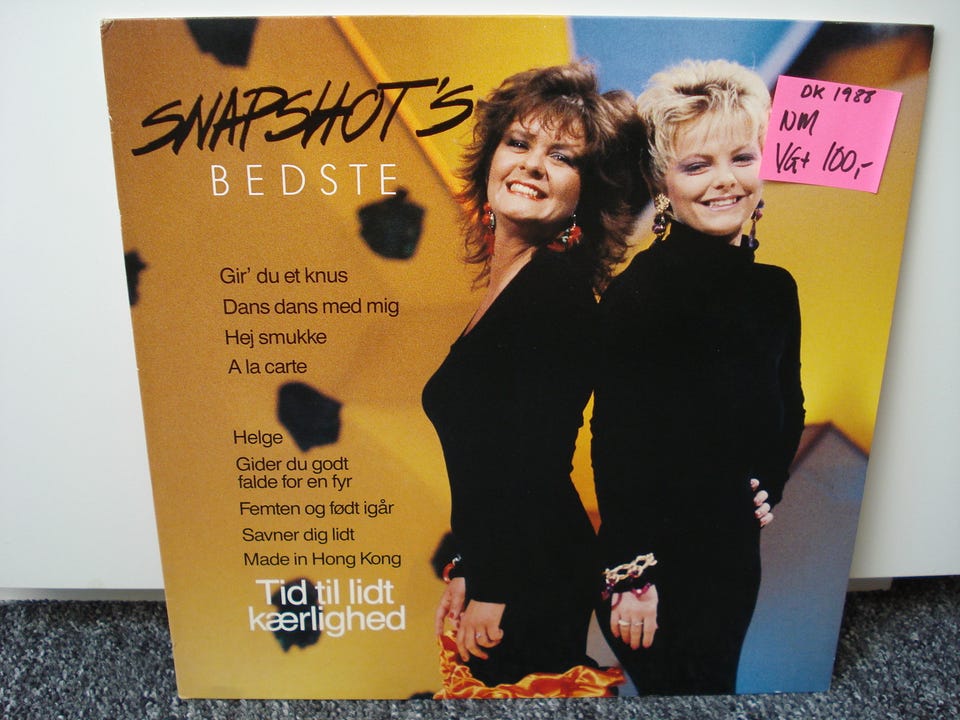 SNAPSHOT'S
BEDSTE
DK 1988
NM
VG+ 100,-
Gir' du et knus
Dans dans med mig
Hej smukke
A la carte
Helge
Gider du godt
falde for en fyr
Femten og født igår
Savner dig lidt
Made in Hong Kong
Tid til lidt
kærlighed